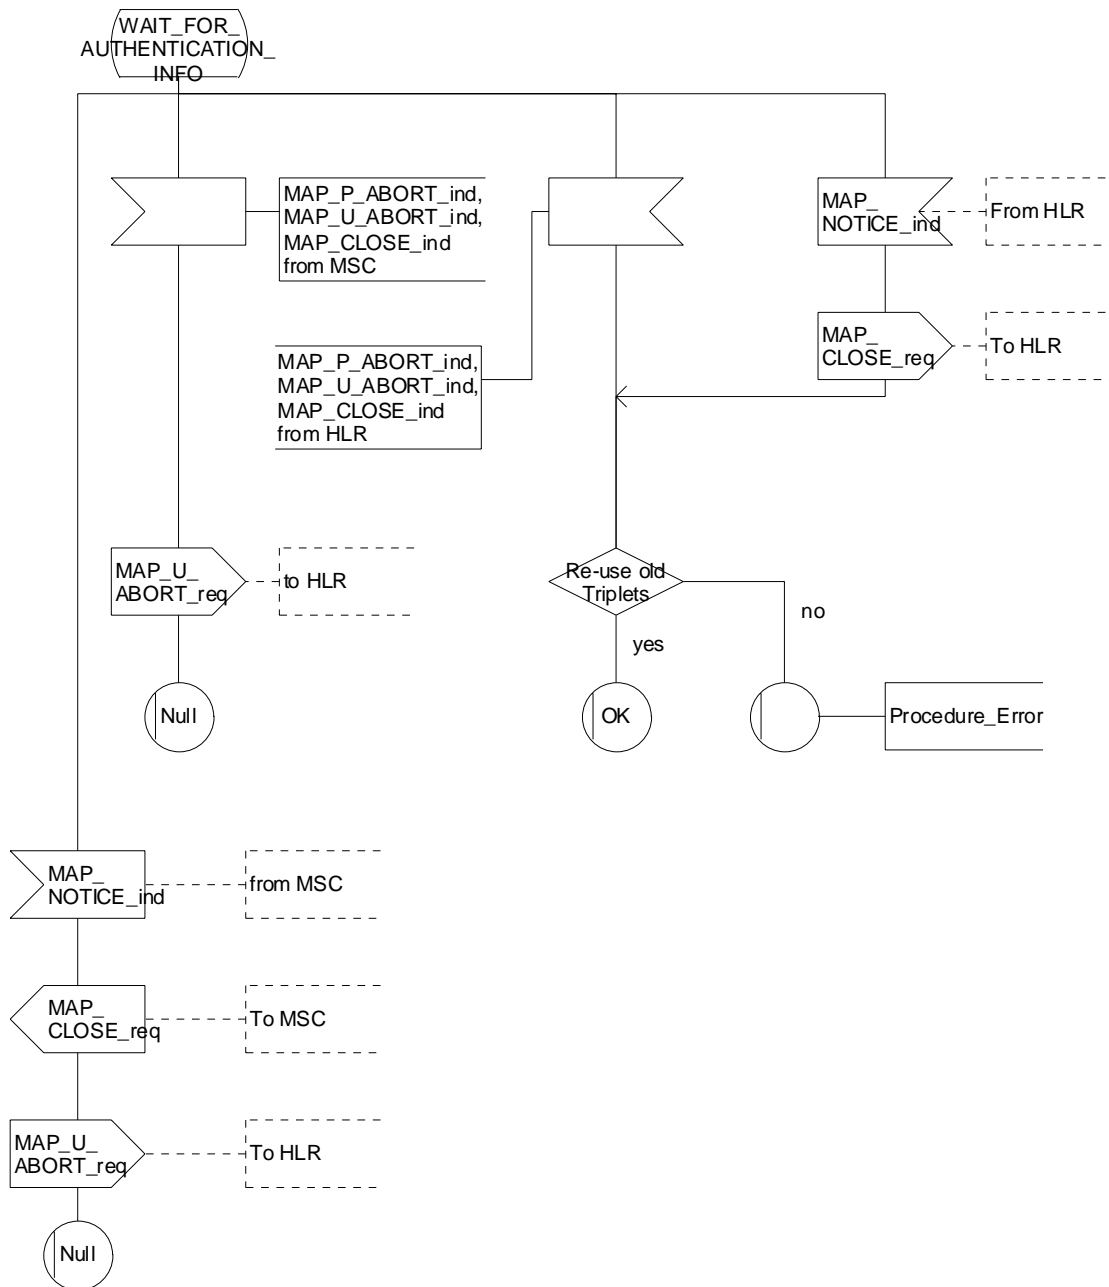 WAIT_FOR_
AUTHENTICATION_
INFO
MAP_P_ABORT_ind,
MAP_U_ABORT_ind,
MAP_CLOSE_ind
from MSC
MAP_
NOTICE_ind
From HLR
MAP_P_ABORT_ind,
MAP_U_ABORT_ind,
MAP_CLOSE_ind
from HLR
MAP_
CLOSE_req
To HLR
MAP_U_
ABORT_req
to HLR
Re-use old
Triplets
no
yes
Null
OK
Procedure_Error
MAP_
NOTICE_ind
from MSC
MAP_
CLOSE_req
To MSC
MAP_U_
ABORT_req
To HLR
Null